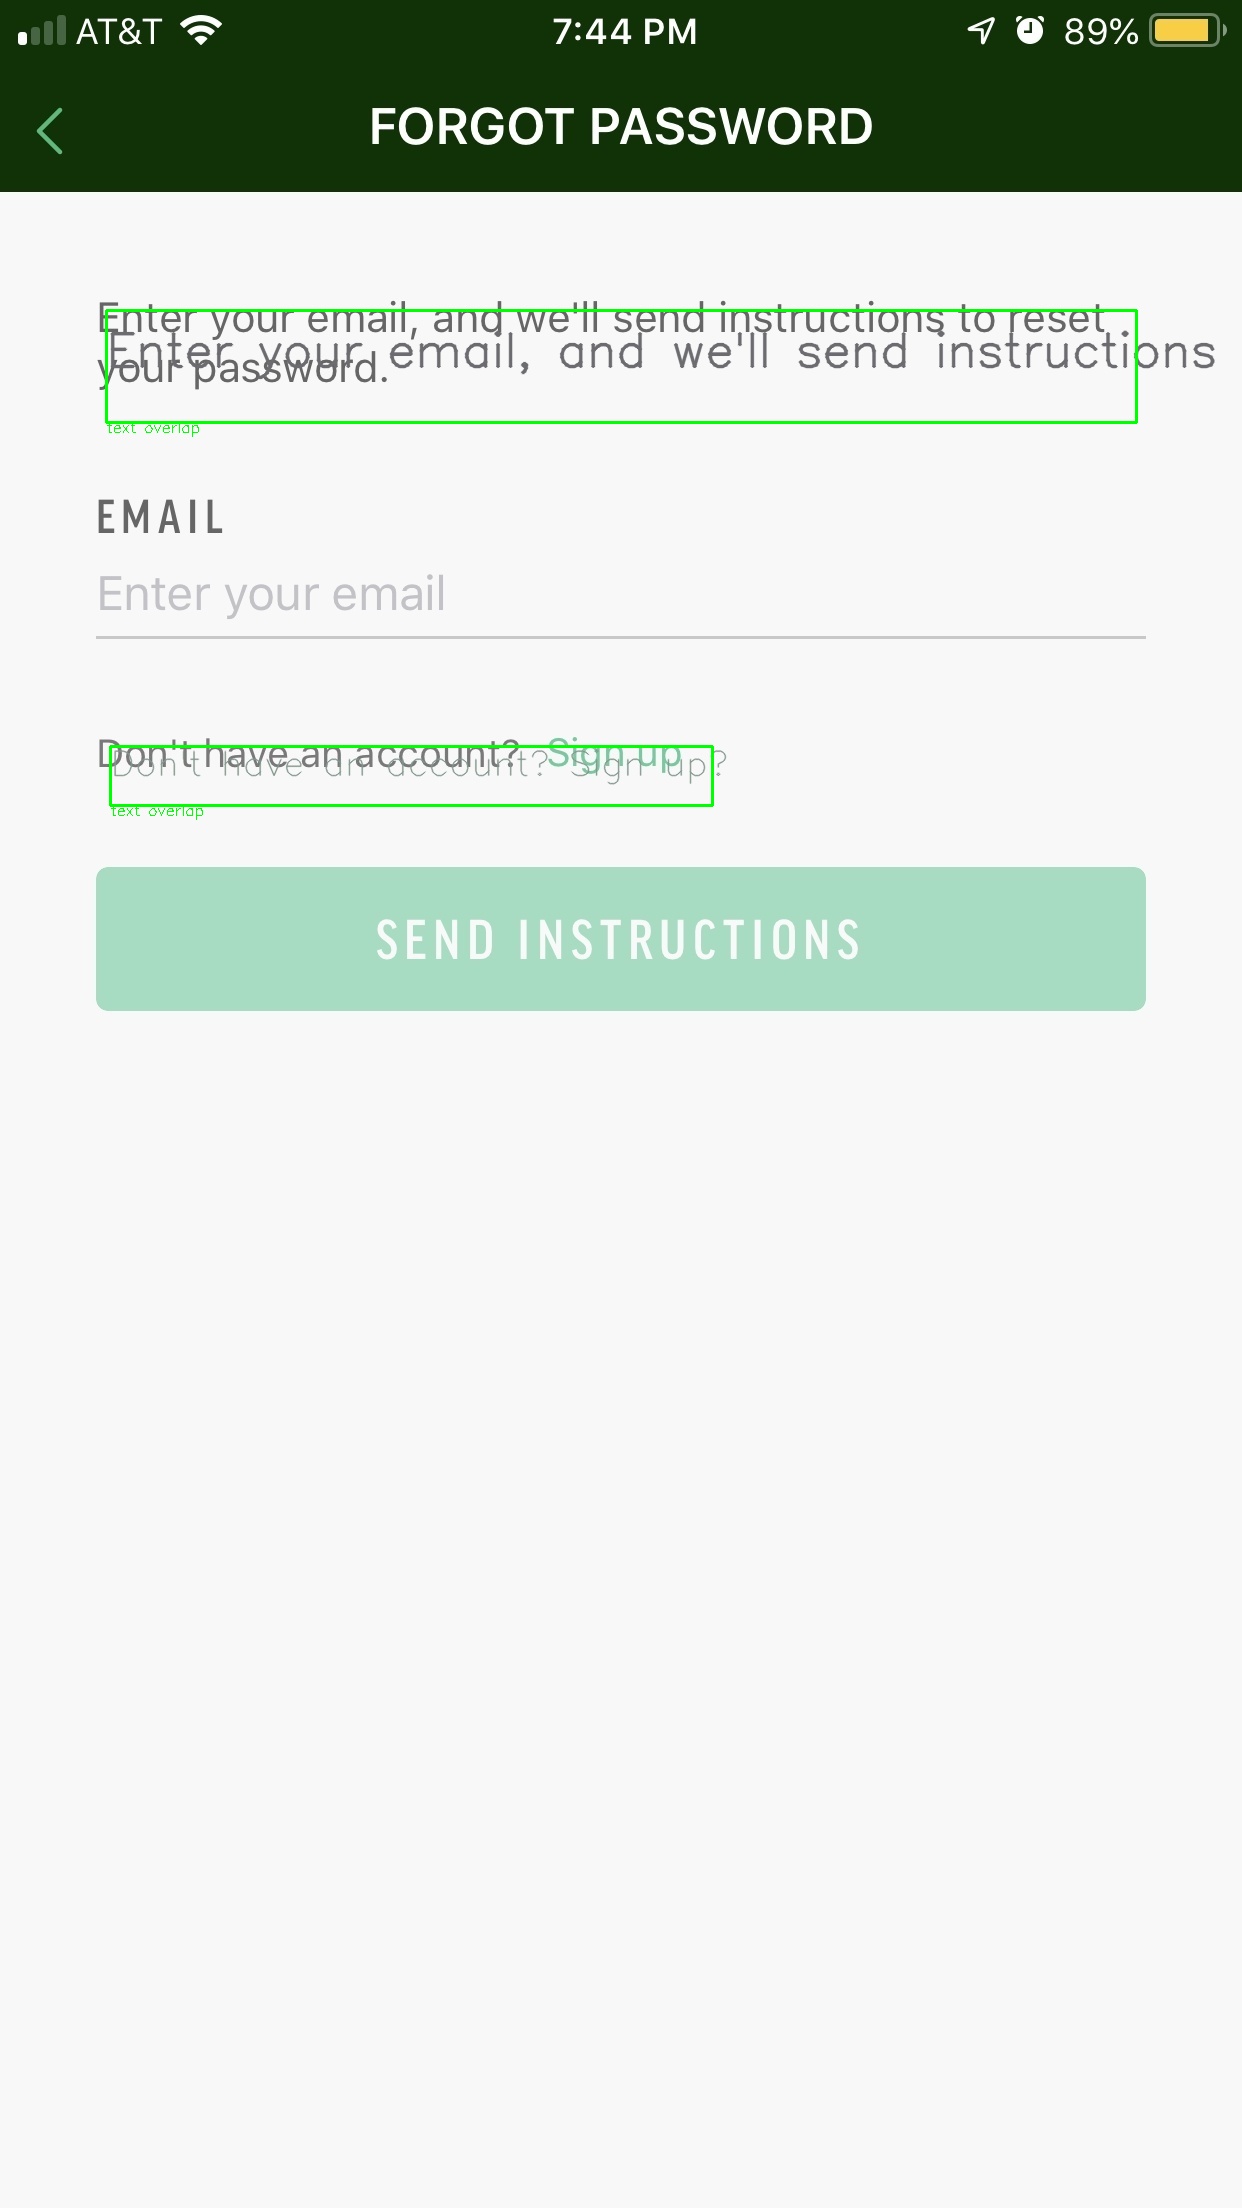 AT&T 7:44 PM 89%
FORGOT PASSWORD
Enter your email, and we'll send instructions to reset
Enter your email, and we'll send instructions
your password.
text overlap
EMAIL
Enter your email
Don't have an account? Sign up
Don't have an account? Sign up?
text overlap
SEND INSTRUCTIONS